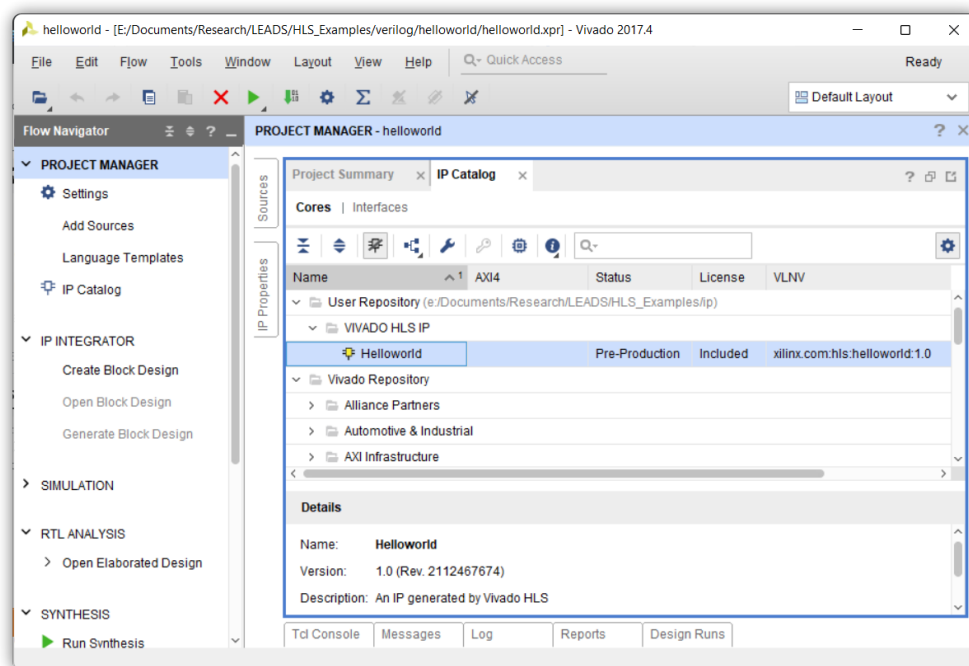 helloworld - [E:/Documents/Research/LEADS/HLS_Examples/verilog/helloworld/helloworld.xpr] - Vivado 2017.4
File Edit Flow Tools Window Layout View Help Quick Access Ready
Default Layout
Flow Navigator
PROJECT MANAGER - helloworld
PROJECT MANAGER
Settings
Add Sources
Language Templates
IP Catalog
IP INTEGRATOR
Create Block Design
Open Block Design
Generate Block Design
SIMULATION
RTL ANALYSIS
Open Elaborated Design
SYNTHESIS
Run Synthesis
Sources
IP Properties
Project Summary IP Catalog
Cores | Interfaces
Name 1 AXI4 Status License VLNV
User Repository (e:/Documents/Research/LEADS/HLS_Examples/ip)
VIVADO HLS IP
Helloworld Pre-Production Included xilinx.com:hls:helloworld:1.0
Vivado Repository
Alliance Partners
Automotive & Industrial
AXI Infrastructure
Details
Name: Helloworld
Version: 1.0 (Rev. 2112467674)
Description: An IP generated by Vivado HLS
Tcl Console Messages Log Reports Design Runs